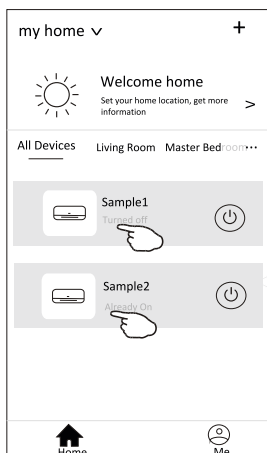 my home
Welcome home
Set your home location, get more
information
All Devices Living Room Master Bedroom
Sample1
Turned off
Sample2
Already On
Home Me